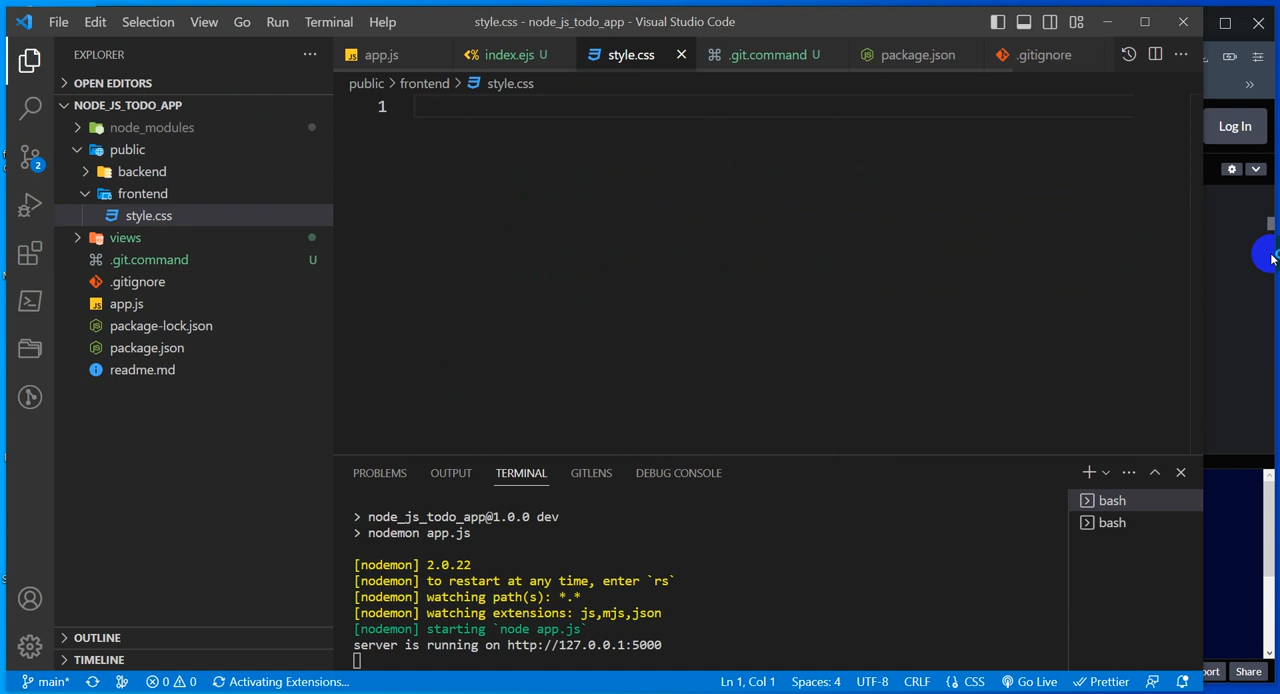 File Edit Selection View Go Run Terminal Help style.css - node_js_todo_app - Visual Studio Code
EXPLORER
OPEN EDITORS
NODE_JS_TODO_APP
node_modules
public
backend
frontend
style.css
views
.git.command U
.gitignore
app.js
package-lock.json
package.json
readme.md
OUTLINE
TIMELINE
2
app.js index.ejs U style.css .git.command U package.json .gitignore
public > frontend > style.css
1
Log In
PROBLEMS OUTPUT TERMINAL GITLENS DEBUG CONSOLE
bash
bash
> node_js_todo_app@1.0.0 dev
> nodemon app.js
[nodemon] 2.0.22
[nodemon] to restart at any time, enter `rs`
[nodemon] watching path(s): *.*
[nodemon] watching extensions: js,mjs,json
[nodemon] starting `node app.js`
server is running on http://127.0.0.1:5000
Share
main* 0 0 Activating Extensions... Ln 1, Col 1 Spaces: 4 UTF-8 CRLF CSS Go Live Prettier